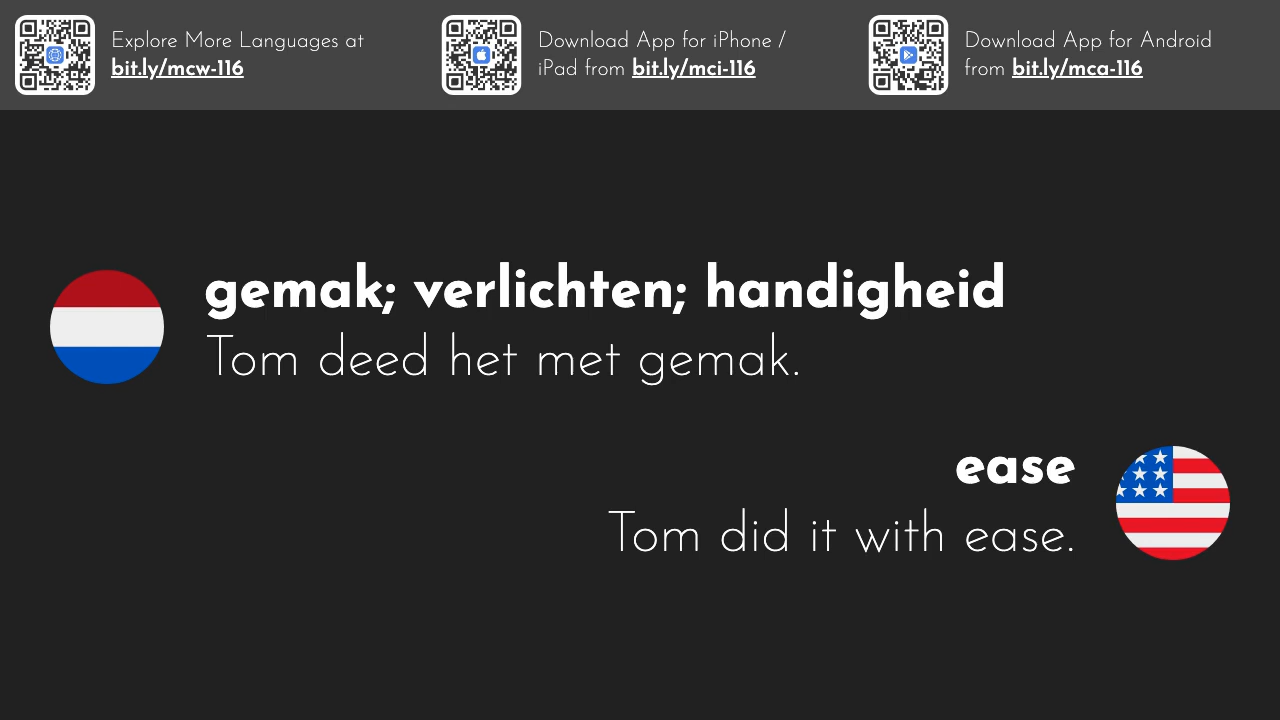 Explore More Languages at
bit.ly/mcw-116
Download App for iPhone /
iPad from bit.ly/mci-116
Download App for Android
from bit.ly/mca-116
gemak; verlichten; handigheid
Tom deed het met gemak.
ease
Tom did it with ease.